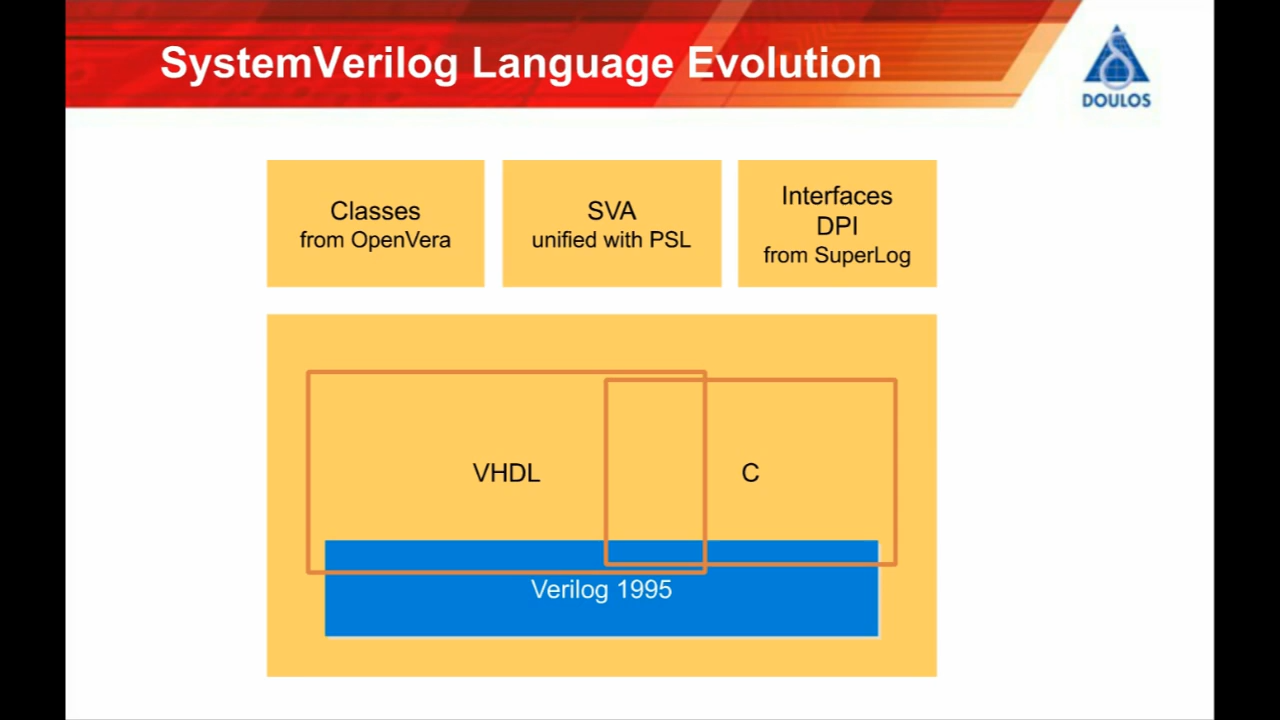 SystemVerilog Language Evolution
DOULOS
Classes
from OpenVera
SVA
unified with PSL
Interfaces
DPI
from SuperLog
VHDL
C
Verilog 1995